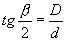 tg β/2 = D/d